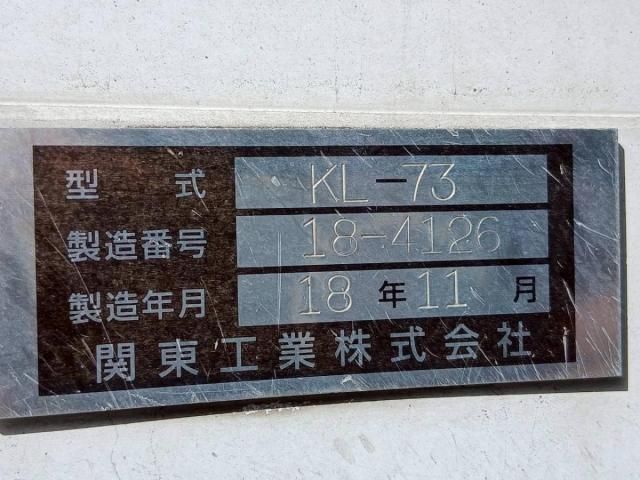 型 式 KL-73
製造番号 18-4126
製造年月 18 年 11 月
関東工業株式会社